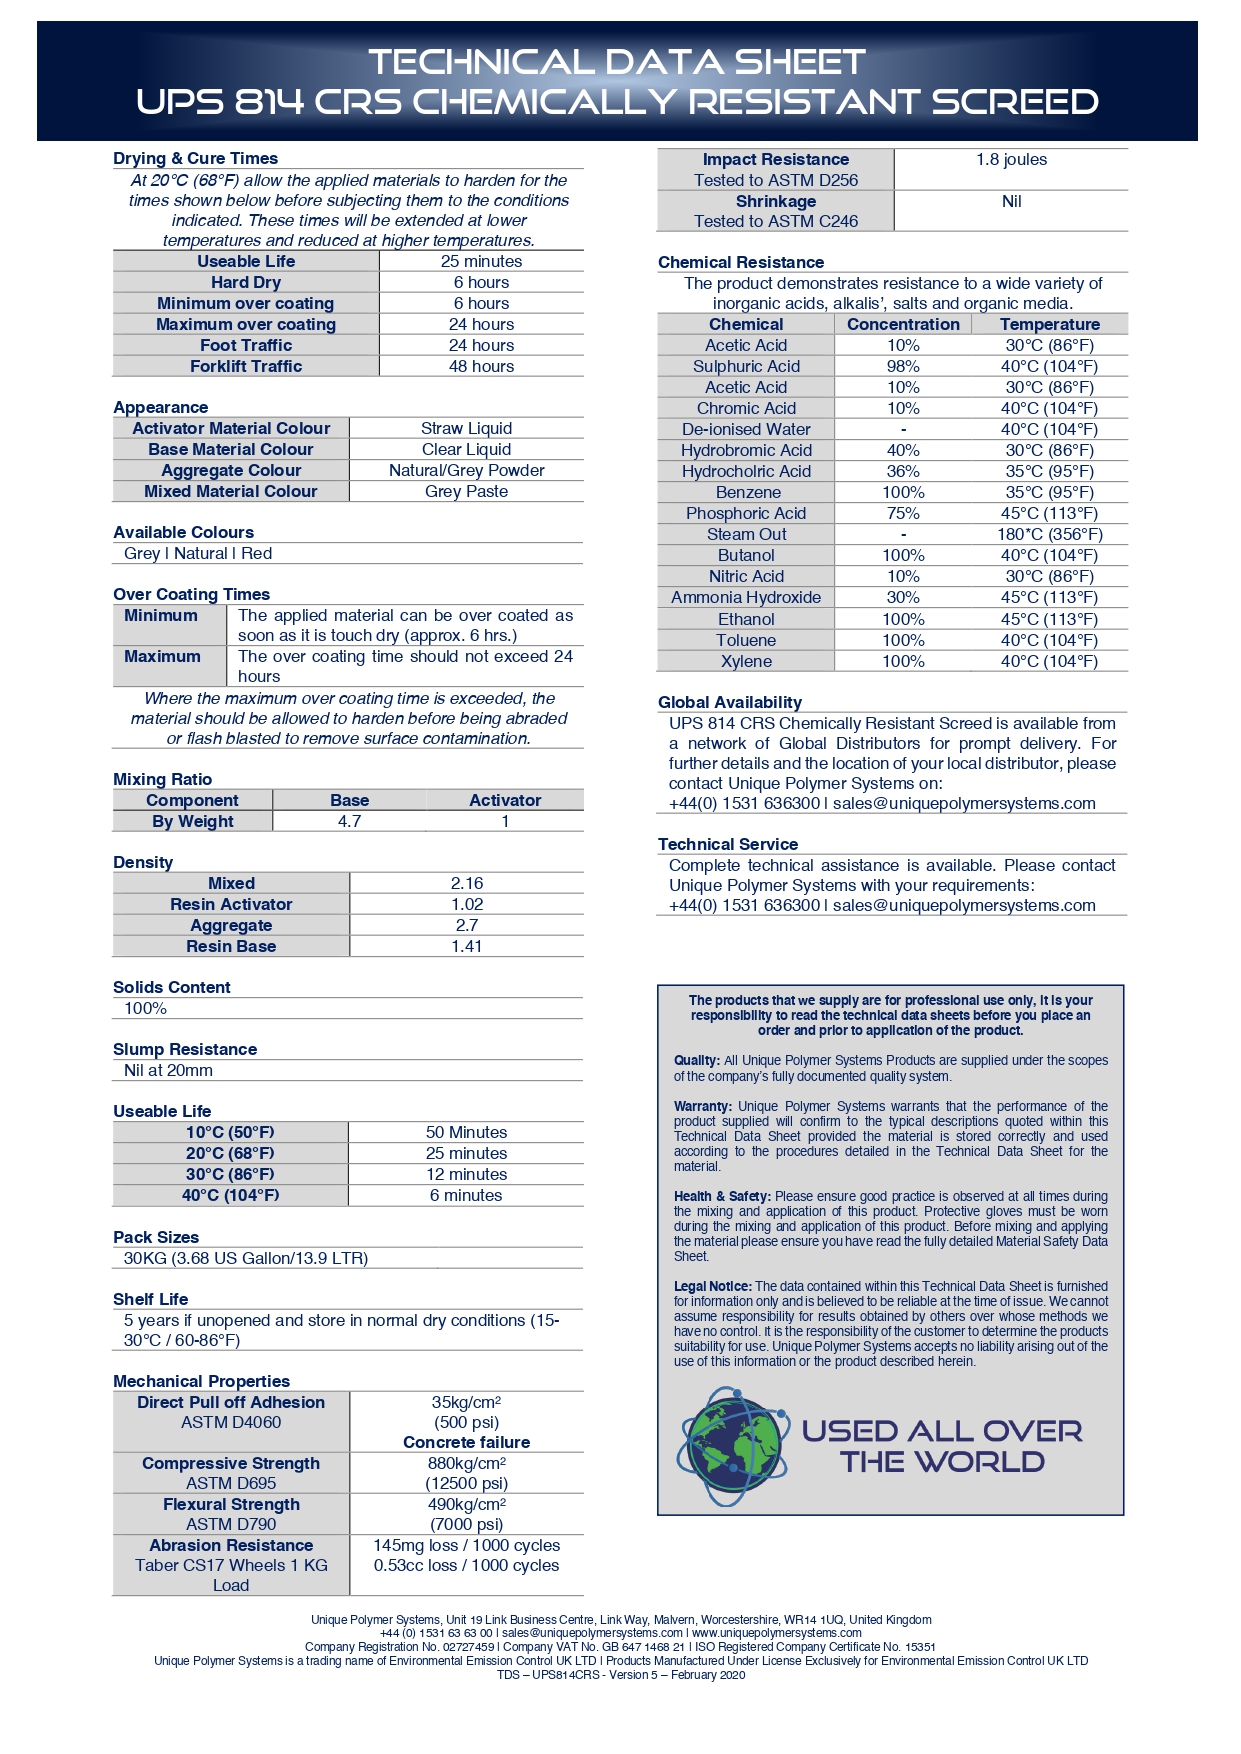 TECHNICAL DATA SHEET
UPS 814 CRS CHEMICALLY RESISTANT SCREED
Drying & Cure Times
At 20°C (68°F) allow the applied materials to harden for the
times shown below before subjecting them to the conditions
indicated. These times will be extended at lower
temperatures and reduced at higher temperatures.
Useable Life 25 minutes
Hard Dry 6 hours
Minimum over coating 6 hours
Maximum over coating 24 hours
Foot Traffic 24 hours
Forklift Traffic 48 hours
Appearance
Activator Material Colour Straw Liquid
Base Material Colour Clear Liquid
Aggregate Colour Natural/Grey Powder
Mixed Material Colour Grey Paste
Available Colours
Grey | Natural | Red
Over Coating Times
Minimum The applied material can be over coated as
soon as it is touch dry (approx. 6 hrs.)
Maximum The over coating time should not exceed 24
hours
Where the maximum over coating time is exceeded, the
material should be allowed to harden before being abraded
or flash blasted to remove surface contamination.
Mixing Ratio
Component Base Activator
By Weight 4.7 1
Density
Mixed 2.16
Resin Activator 1.02
Aggregate 2.7
Resin Base 1.41
Solids Content
100%
Slump Resistance
Nil at 20mm
Useable Life
10°C (50°F) 50 Minutes
20°C (68°F) 25 minutes
30°C (86°F) 12 minutes
40°C (104°F) 6 minutes
Pack Sizes
30KG (3.68 US Gallon/13.9 LTR)
Shelf Life
5 years if unopened and store in normal dry conditions (15-
30°C / 60-86°F)
Mechanical Properties
Direct Pull off Adhesion 35kg/cm²
ASTM D4060 (500 psi)
Concrete failure
Compressive Strength 880kg/cm²
ASTM D695 (12500 psi)
Flexural Strength 490kg/cm²
ASTM D790 (7000 psi)
Abrasion Resistance 145mg loss / 1000 cycles
Taber CS17 Wheels 1 KG 0.53cc loss / 1000 cycles
Load
Impact Resistance 1.8 joules
Tested to ASTM D256
Shrinkage Nil
Tested to ASTM C246
Chemical Resistance
The product demonstrates resistance to a wide variety of
inorganic acids, alkalis', salts and organic media.
Chemical Concentration Temperature
Acetic Acid 10% 30°C (86°F)
Sulphuric Acid 98% 40°C (104°F)
Acetic Acid 10% 30°C (86°F)
Chromic Acid 10% 40°C (104°F)
De-ionised Water - 40°C (104°F)
Hydrobromic Acid 40% 30°C (86°F)
Hydrocholric Acid 36% 35°C (95°F)
Benzene 100% 35°C (95°F)
Phosphoric Acid 75% 45°C (113°F)
Steam Out - 180*C (356°F)
Butanol 100% 40°C (104°F)
Nitric Acid 10% 30°C (86°F)
Ammonia Hydroxide 30% 45°C (113°F)
Ethanol 100% 45°C (113°F)
Toluene 100% 40°C (104°F)
Xylene 100% 40°C (104°F)
Global Availability
UPS 814 CRS Chemically Resistant Screed is available from
a network of Global Distributors for prompt delivery. For
further details and the location of your local distributor, please
contact Unique Polymer Systems on:
+44(0) 1531 636300 | sales@uniquepolymersystems.com
Technical Service
Complete technical assistance is available. Please contact
Unique Polymer Systems with your requirements:
+44(0) 1531 636300 | sales@uniquepolymersystems.com
The products that we supply are for professional use only, it is your
responsibility to read the technical data sheets before you place an
order and prior to application of the product.
Quality: All Unique Polymer Systems Products are supplied under the scopes
of the company's fully documented quality system.
Warranty: Unique Polymer Systems warrants that the performance of the
product supplied will confirm to the typical descriptions quoted within this
Technical Data Sheet provided the material is stored correctly and used
according to the procedures detailed in the Technical Data Sheet for the
material.
Health & Safety: Please ensure good practice is observed at all times during
the mixing and application of this product. Protective gloves must be worn
during the mixing and application of this product. Before mixing and applying
the material please ensure you have read the fully detailed Material Safety Data
Sheet.
Legal Notice: The data contained within this Technical Data Sheet is furnished
for information only and is believed to be reliable at the time of issue. We cannot
assume responsibility for results obtained by others over whose methods we
have no control. It is the responsibility of the customer to determine the products
suitability for use. Unique Polymer Systems accepts no liability arising out of the
use of this information or the product described herein.
USED ALL OVER
THE WORLD
Unique Polymer Systems, Unit 19 Link Business Centre, Link Way, Malvern, Worcestershire, WR14 1UQ, United Kingdom
+44 (0) 1531 63 63 00 | sales@uniquepolymersystems.com | www.uniquepolymersystems.com
Company Registration No. 02727459 | Company VAT No. GB 647 1468 21 | ISO Registered Company Certificate No. 15351
Unique Polymer Systems is a trading name of Environmental Emission Control UK LTD | Products Manufactured Under License Exclusively for Environmental Emission Control UK LTD
TDS – UPS814CRS - Version 5 – February 2020